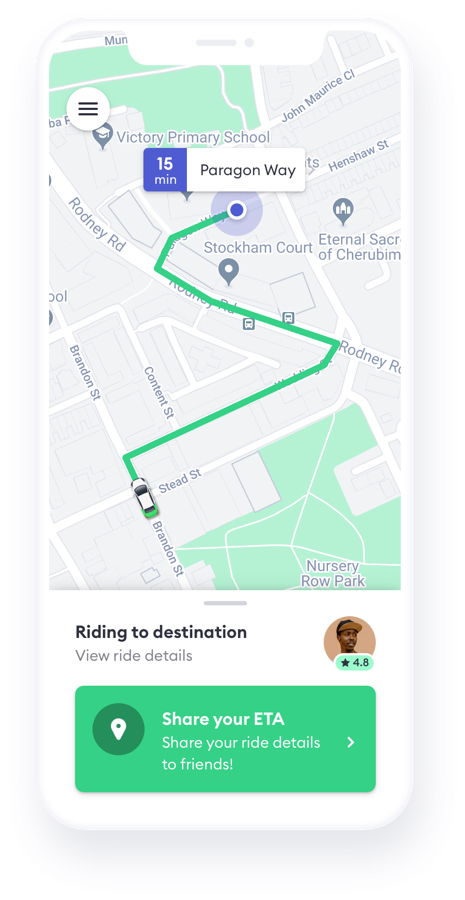 Mun
John Maurice Cl
Victory Primary School
Henshaw St
15
min
Paragon Way
Rodney Rd
Stockham Court
Eternal Sacr
of Cherubim
Rodney Rd
ool
Rodney Rd
Brandon St
Content St
Stead St
Brandon St
Nursery
Row Park
Riding to destination
View ride details
4.8
Share your ETA
Share your ride details
to friends!